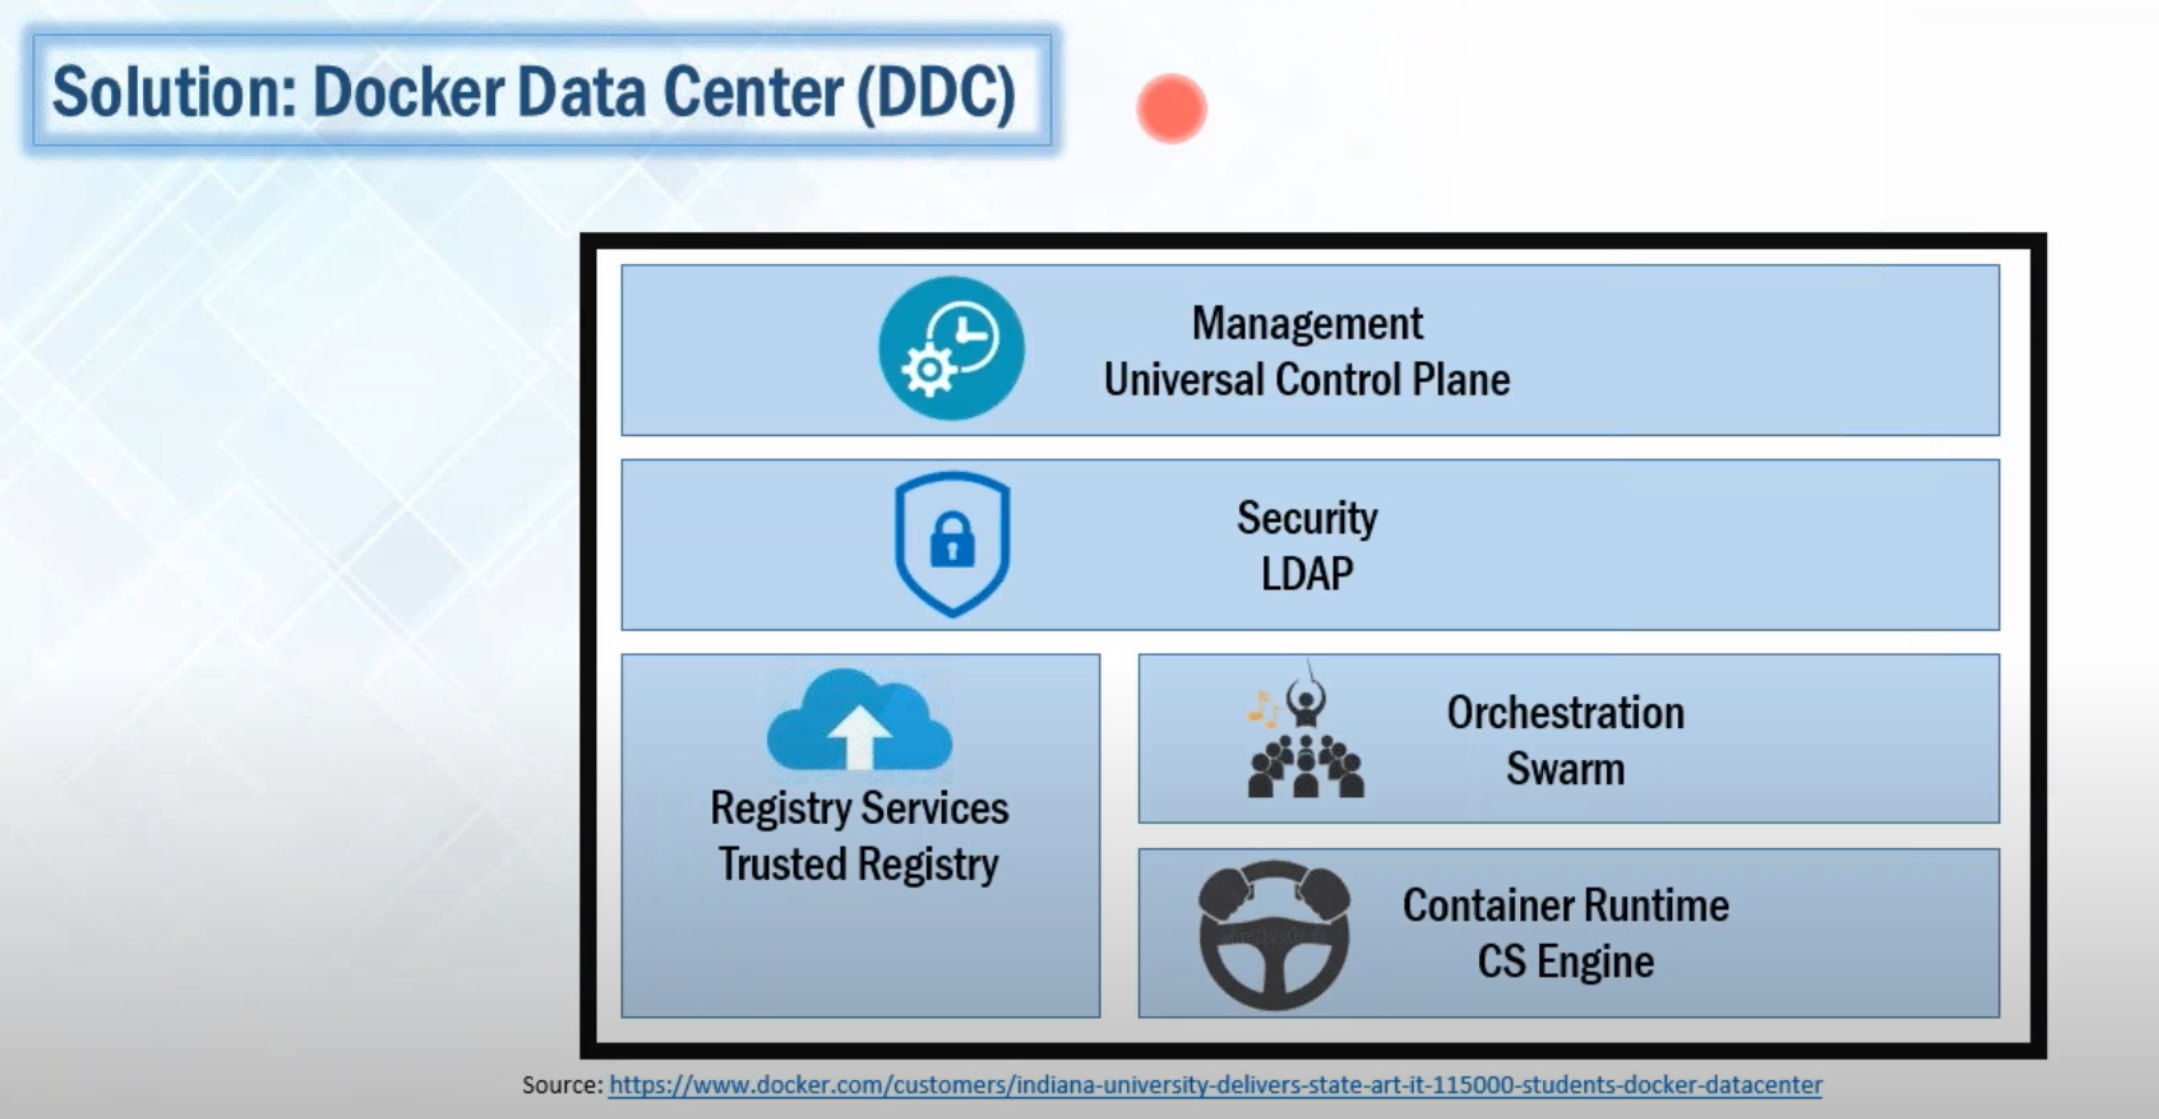 Solution: Docker Data Center (DDC)
Management
Universal Control Plane
Security
LDAP
Registry Services
Trusted Registry
Orchestration
Swarm
Container Runtime
CS Engine
Source: https://www.docker.com/customers/indiana-university-delivers-state-art-it-115000-students-docker-datacenter